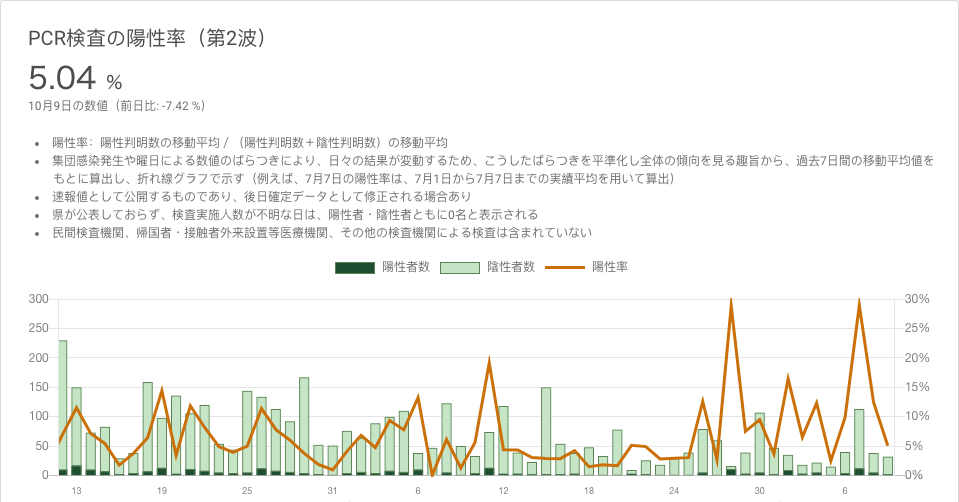 PCR検査の陽性率（第2波）
5.04 %
10月9日の数値（前日比: -7.42 %）
陽性率：陽性判明数の移動平均 / （陽性判明数＋陰性判明数）の移動平均
集団感染発生や曜日による数値のばらつきにより、日々の結果が変動するため、こうしたばらつきを平準化し全体の傾向を見る趣旨から、過去7日間の移動平均値を
もとに算出し、折れ線グラフで示す（例えば、7月7日の陽性率は、7月1日から7月7日までの実績平均を用いて算出）
速報値として公開するものであり、後日確定データとして修正される場合あり
県が公表しておらず、検査実施人数が不明な日は、陽性者・陰性者ともに0名と表示される
民間検査機関、帰国者・接触者外来設置等医療機関、その他の検査機関による検査は含まれていない
陽性者数 陰性者数 陽性率
300 30%
250 25%
200 20%
150 15%
100 10%
50 5%
0 0%
13 19 25 31 6 12 18 24 30 6